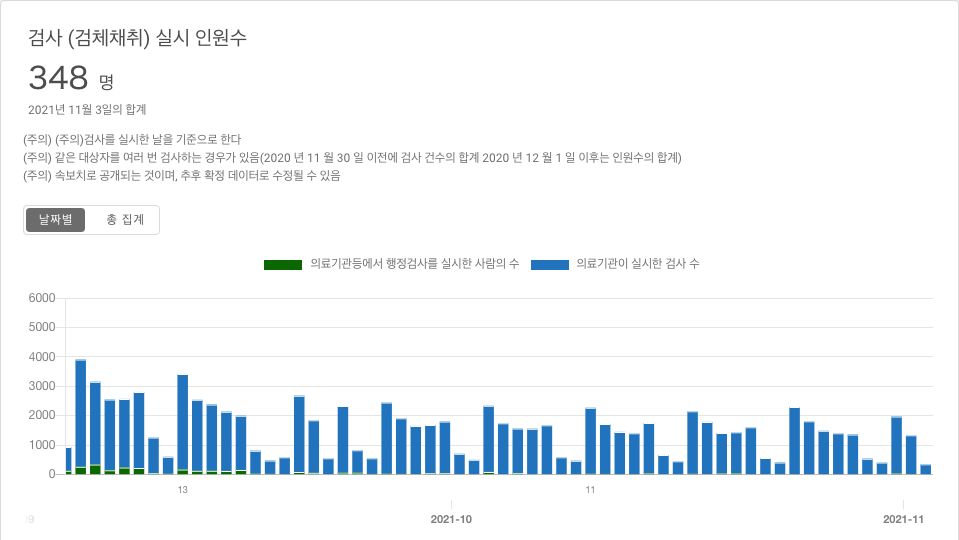 검사 (검체채취) 실시 인원수
348 명
2021년 11월 3일의 합계
(주의) (주의)검사를 실시한 날을 기준으로 한다
(주의) 같은 대상자를 여러 번 검사하는 경우가 있음(2020 년 11 월 30 일 이전에 검사 건수의 합계 2020 년 12 월 1 일 이후는 인원수의 합계)
(주의) 속보치로 공개되는 것이며, 추후 확정 데이터로 수정될 수 있음
날짜별 총 집계
의료기관등에서 행정검사를 실시한 사람의 수 의료기관이 실시한 검사 수
6000
5000
4000
3000
2000
1000
0
13 11
2021-10 2021-11